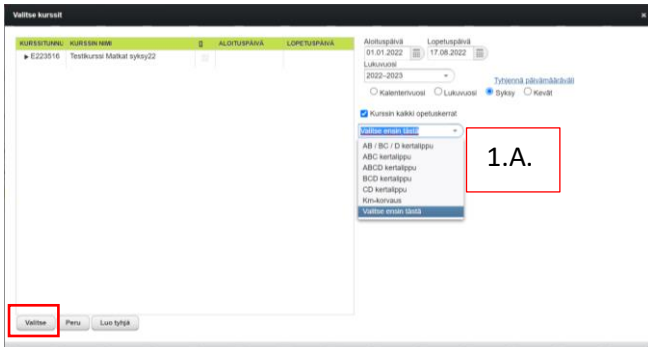 Valitse kurssit
KURSSITUNNU KURSSIN NIMI ALOITUSPÄIVÄ LOPETUSPÄIVÄ
E223516 Testikurssi Matkat syksy22
Aloituspäivä Lopetuspäivä
01.01.2022 17.08.2022
Lukuvuosi
2022–2023
Tyhjennä päivämääräväli
Kalenterivuosi Lukuvuosi Syksy Kevät
Kurssin kaikki opetuskerrat
Valitse ensin tästä
AB / BC / D kertalippu
ABC kertalippu
ABCD kertalippu
BCD kertalippu
CD kertalippu
Km-korvaus
Valitse ensin tästä
1.A.
Valitse Peru Luo tyhjä